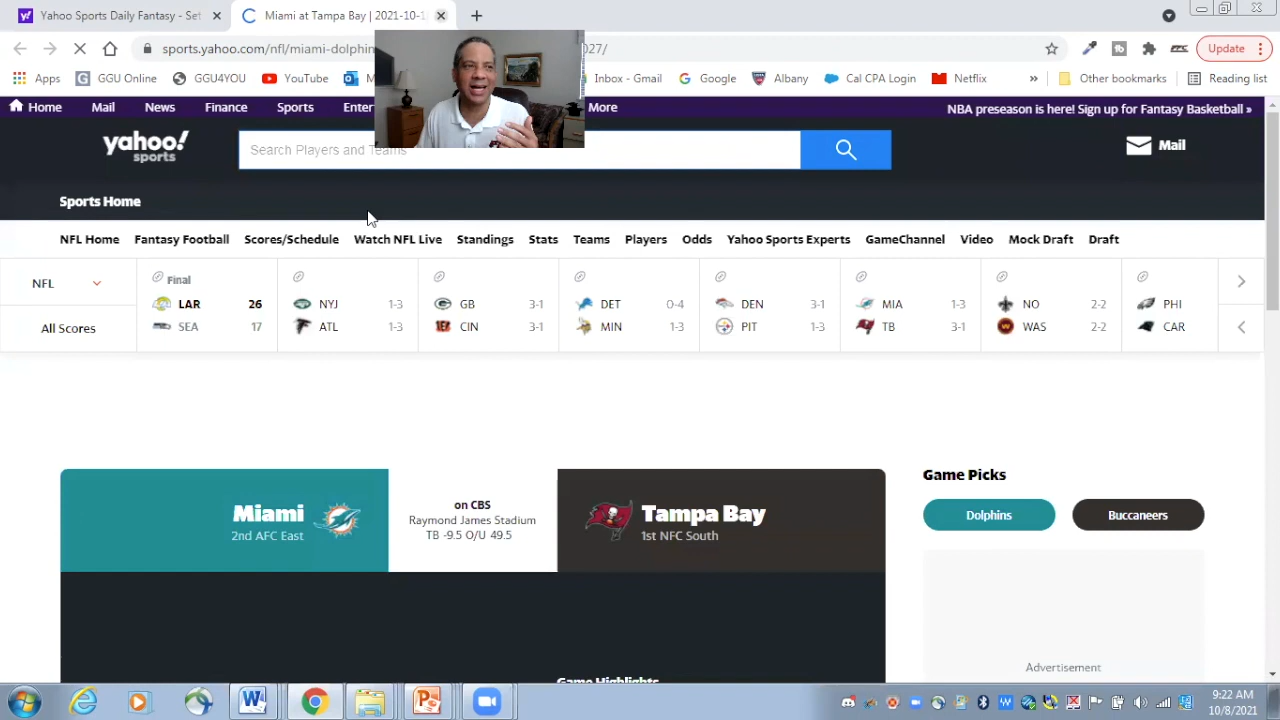 Yahoo Sports Daily Fantasy - Set
Miami at Tampa Bay | 2021-10-1
sports.yahoo.com/nfl/miami-dolphin
027/
Update
Apps
GGU Online
GGU4YOU
YouTube
M
Inbox - Gmail
Google
Albany
Cal CPA Login
Netflix
»
Other bookmarks
Reading list
Home
Mail
News
Finance
Sports
Enter
More
NBA preseason is here! Sign up for Fantasy Basketball »
yahoo!
sports
Search Players and Teams
Mail
Sports Home
NFL Home
Fantasy Football
Scores/Schedule
Watch NFL Live
Standings
Stats
Teams
Players
Odds
Yahoo Sports Experts
GameChannel
Video
Mock Draft
Draft
NFL
All Scores
Final
LAR 26
SEA 17
NYJ 1-3
ATL 1-3
GB 3-1
CIN 3-1
DET 0-4
MIN 1-3
DEN 3-1
PIT 1-3
MIA 1-3
TB 3-1
NO 2-2
WAS 2-2
PHI
CAR
Miami
2nd AFC East
on CBS
Raymond James Stadium
TB -9.5 O/U 49.5
Tampa Bay
1st NFC South
Game Picks
Dolphins
Buccaneers
Advertisement
Game Highlights
9:22 AM
10/8/2021